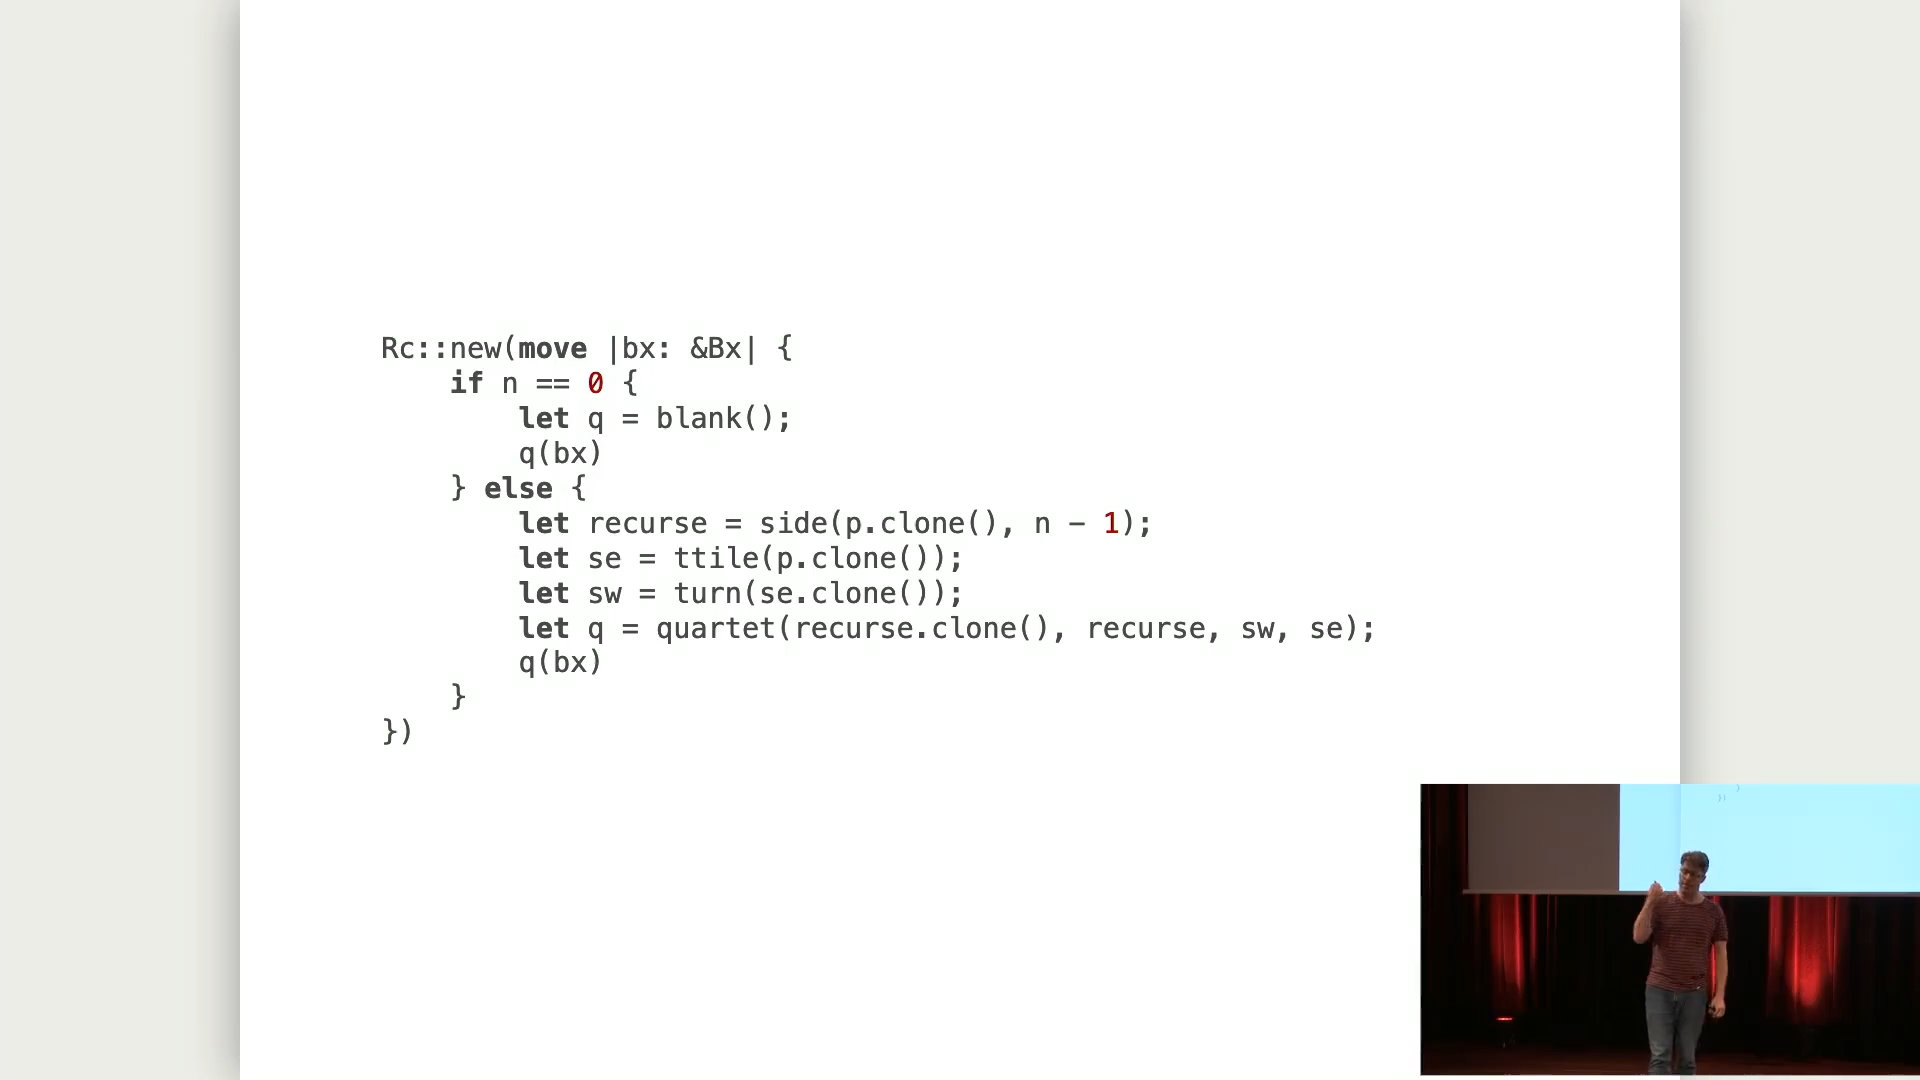 Rc::new(move |bx: &Bx| {
    if n == 0 {
        let q = blank();
        q(bx)
    } else {
        let recurse = side(p.clone(), n - 1);
        let se = ttile(p.clone());
        let sw = turn(se.clone());
        let q = quartet(recurse.clone(), recurse, sw, se);
        q(bx)
    }
})